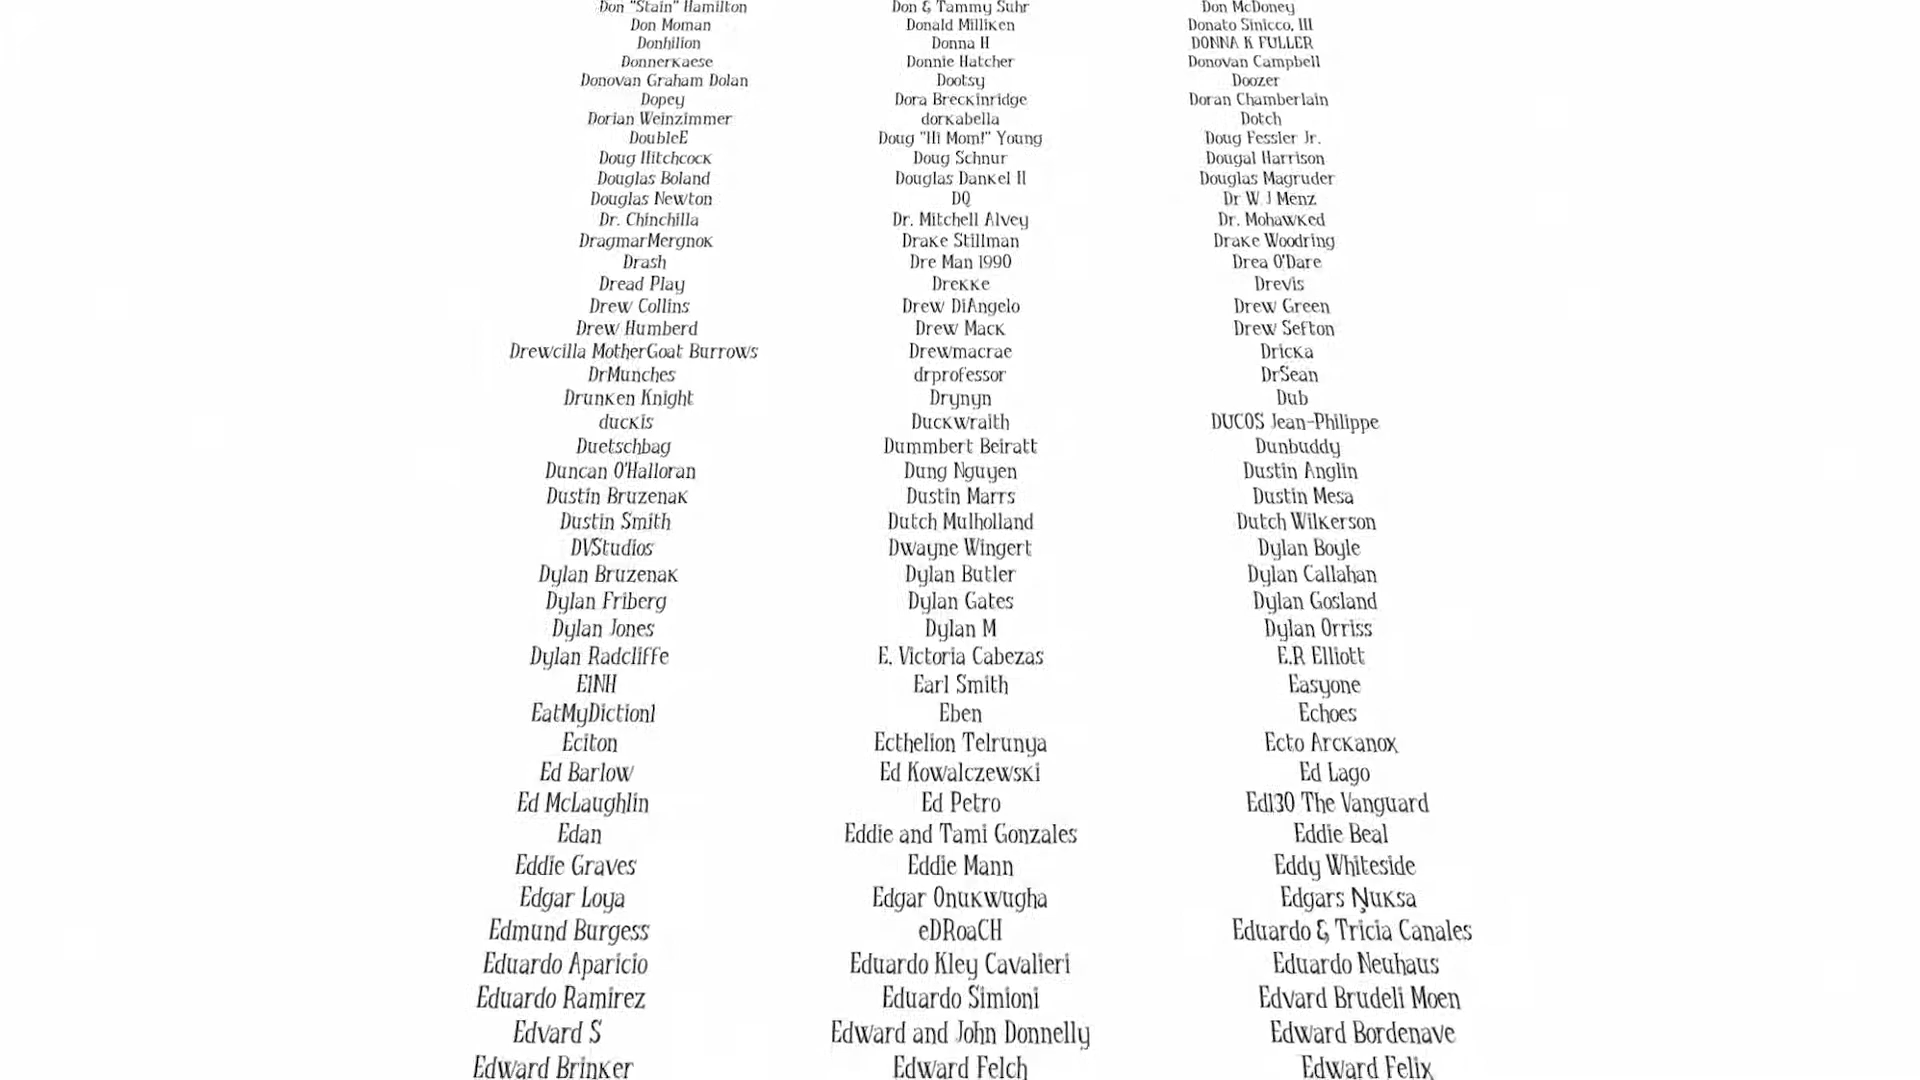 Don "Stain" Hamilton Don & Tammy Suhr Don McDoney
Don Moman Donald Milliken Donato Sinicco, III
Donhilion Donna H DONNA K FULLER
Donnerkaese Donnie Hatcher Donovan Campbell
Donovan Graham Dolan Dootsy Doozer
Dopey Dora Breckinridge Doran Chamberlain
Dorian Weinzimmer dorkabella Dotch
DoubleE Doug "Hi Mom!" Young Doug Fessler Jr.
Doug Hitchcock Doug Schnur Dougal Harrison
Douglas Boland Douglas Dankel II Douglas Magruder
Douglas Newton DQ Dr W J Menz
Dr. Chinchilla Dr. Mitchell Alvey Dr. Mohawked
DragmarMergnok Drake Stillman Drake Woodring
Drash Dre Man 1990 Drea O'Dare
Dread Play Drekke Drevis
Drew Collins Drew DiAngelo Drew Green
Drew Humberd Drew Mack Drew Sefton
Drewcilla MotherGoat Burrows Drewmacrae Dricka
DrMunches drprofessor DrSean
Drunken Knight Drynyn Dub
duckis Duckwraith DUCOS Jean-Philippe
Duetschbag Dummbert Beiratt Dunbuddy
Duncan O'Halloran Dung Nguyen Dustin Anglin
Dustin Bruzenak Dustin Marrs Dustin Mesa
Dustin Smith Dutch Mulholland Dutch Wilkerson
DVStudios Dwayne Wingert Dylan Boyle
Dylan Bruzenak Dylan Butler Dylan Callahan
Dylan Friberg Dylan Gates Dylan Gosland
Dylan Jones Dylan M Dylan Orriss
Dylan Radcliffe E. Victoria Cabezas E.R Elliott
E1NH Earl Smith Easyone
EatMyDiction1 Eben Echoes
Eciton Ecthelion Telrunya Ecto Arckanox
Ed Barlow Ed Kowalczewski Ed Lago
Ed McLaughlin Ed Petro Ed130 The Vanguard
Edan Eddie and Tami Gonzales Eddie Beal
Eddie Graves Eddie Mann Eddy Whiteside
Edgar Loya Edgar Onukwugha Edgars Ņuksa
Edmund Burgess eDRoaCH Eduardo & Tricia Canales
Eduardo Aparicio Eduardo Kley Cavalieri Eduardo Neuhaus
Eduardo Ramirez Eduardo Simioni Edvard Brudeli Moen
Edvard S Edward and John Donnelly Edward Bordenave
Edward Brinker Edward Felch Edward Felix